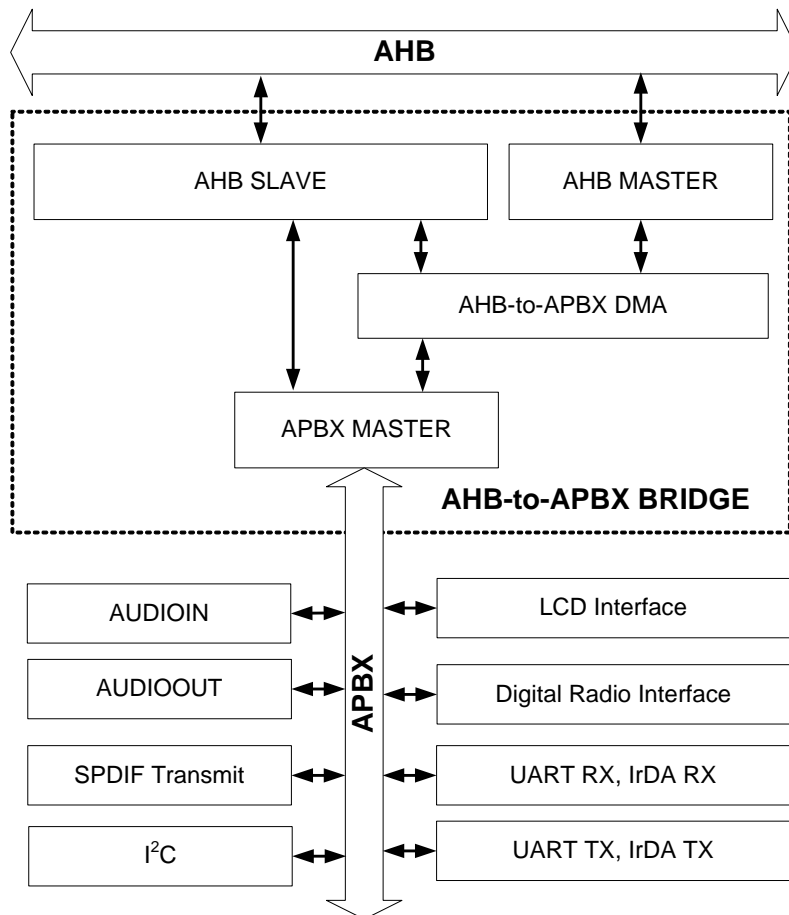 AHB
AHB SLAVE
AHB MASTER
AHB-to-APBX DMA
APBX MASTER
AHB-to-APBX BRIDGE
APBX
AUDIOIN
LCD Interface
AUDIOOUT
Digital Radio Interface
SPDIF Transmit
UART RX, IrDA RX
I²C
UART TX, IrDA TX